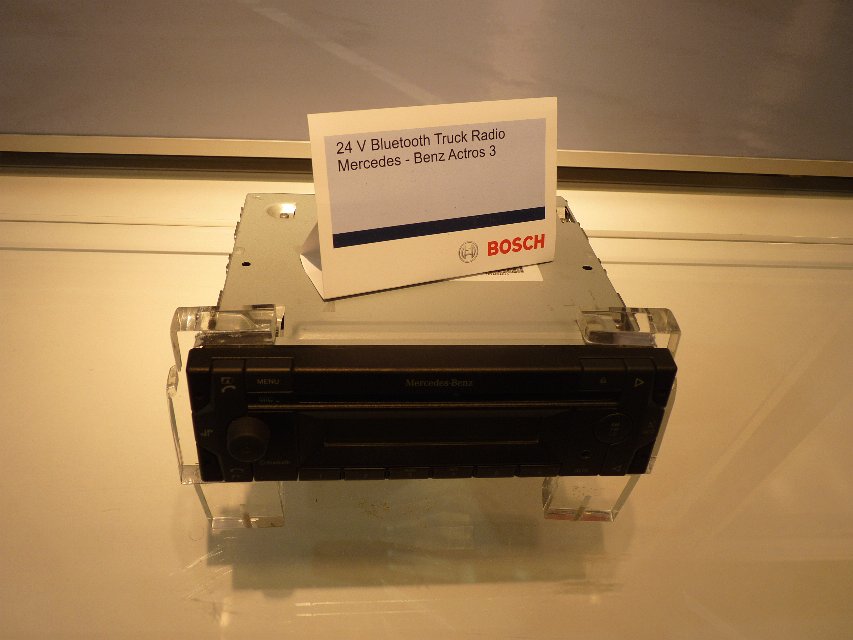 24 V Bluetooth Truck Radio
Mercedes - Benz Actros 3
BOSCH
Mercedes-Benz
MENU